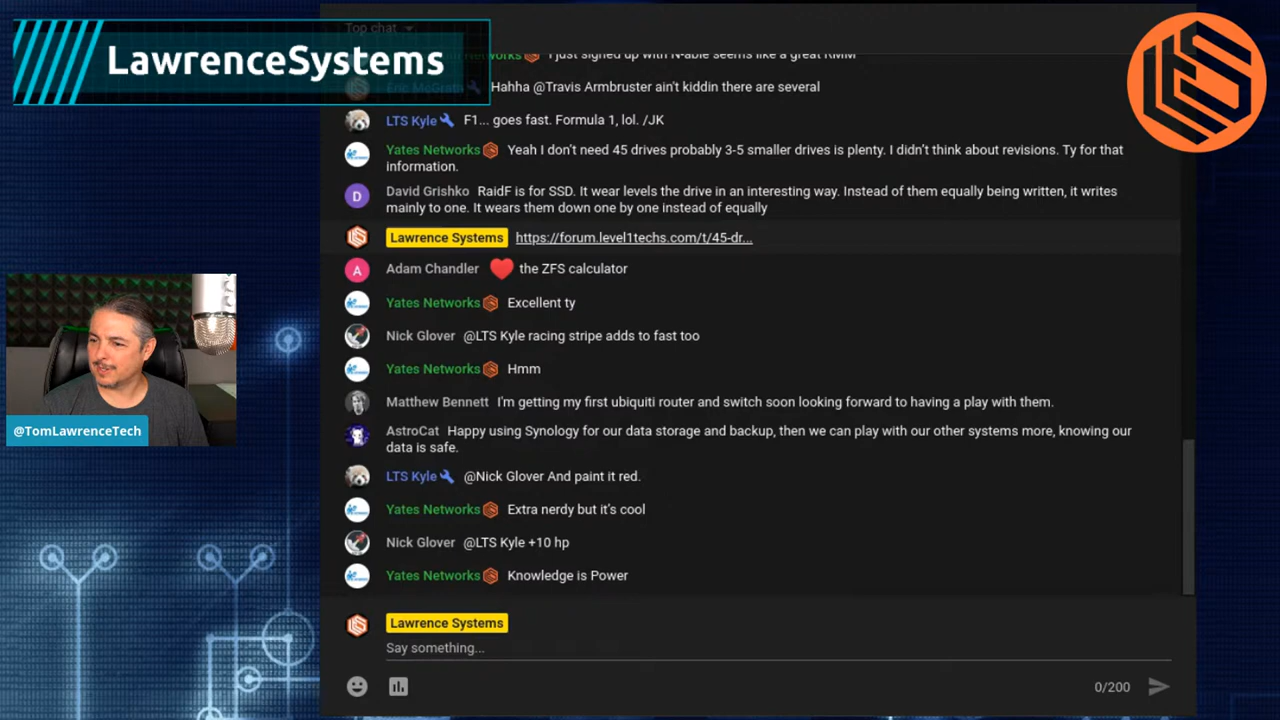 LawrenceSystems
Top chat
I just signed up with N-able seems like a great RMM
Eric McGrath Hahha @Travis Armbruster ain't kiddin there are several
LTS Kyle F1... goes fast. Formula 1, lol. /JK
Yates Networks Yeah I don't need 45 drives probably 3-5 smaller drives is plenty. I didn't think about revisions. Ty for that
information.
David Grishko RaidF is for SSD. It wear levels the drive in an interesting way. Instead of them equally being written, it writes
mainly to one. It wears them down one by one instead of equally
Lawrence Systems https://forum.level1techs.com/t/45-dr...
Adam Chandler the ZFS calculator
Yates Networks Excellent ty
Nick Glover @LTS Kyle racing stripe adds to fast too
Yates Networks Hmm
Matthew Bennett I'm getting my first ubiquiti router and switch soon looking forward to having a play with them.
AstroCat Happy using Synology for our data storage and backup, then we can play with our other systems more, knowing our
data is safe.
LTS Kyle @Nick Glover And paint it red.
Yates Networks Extra nerdy but it's cool
Nick Glover @LTS Kyle +10 hp
Yates Networks Knowledge is Power
Lawrence Systems
Say something...
0/200
@TomLawrenceTech